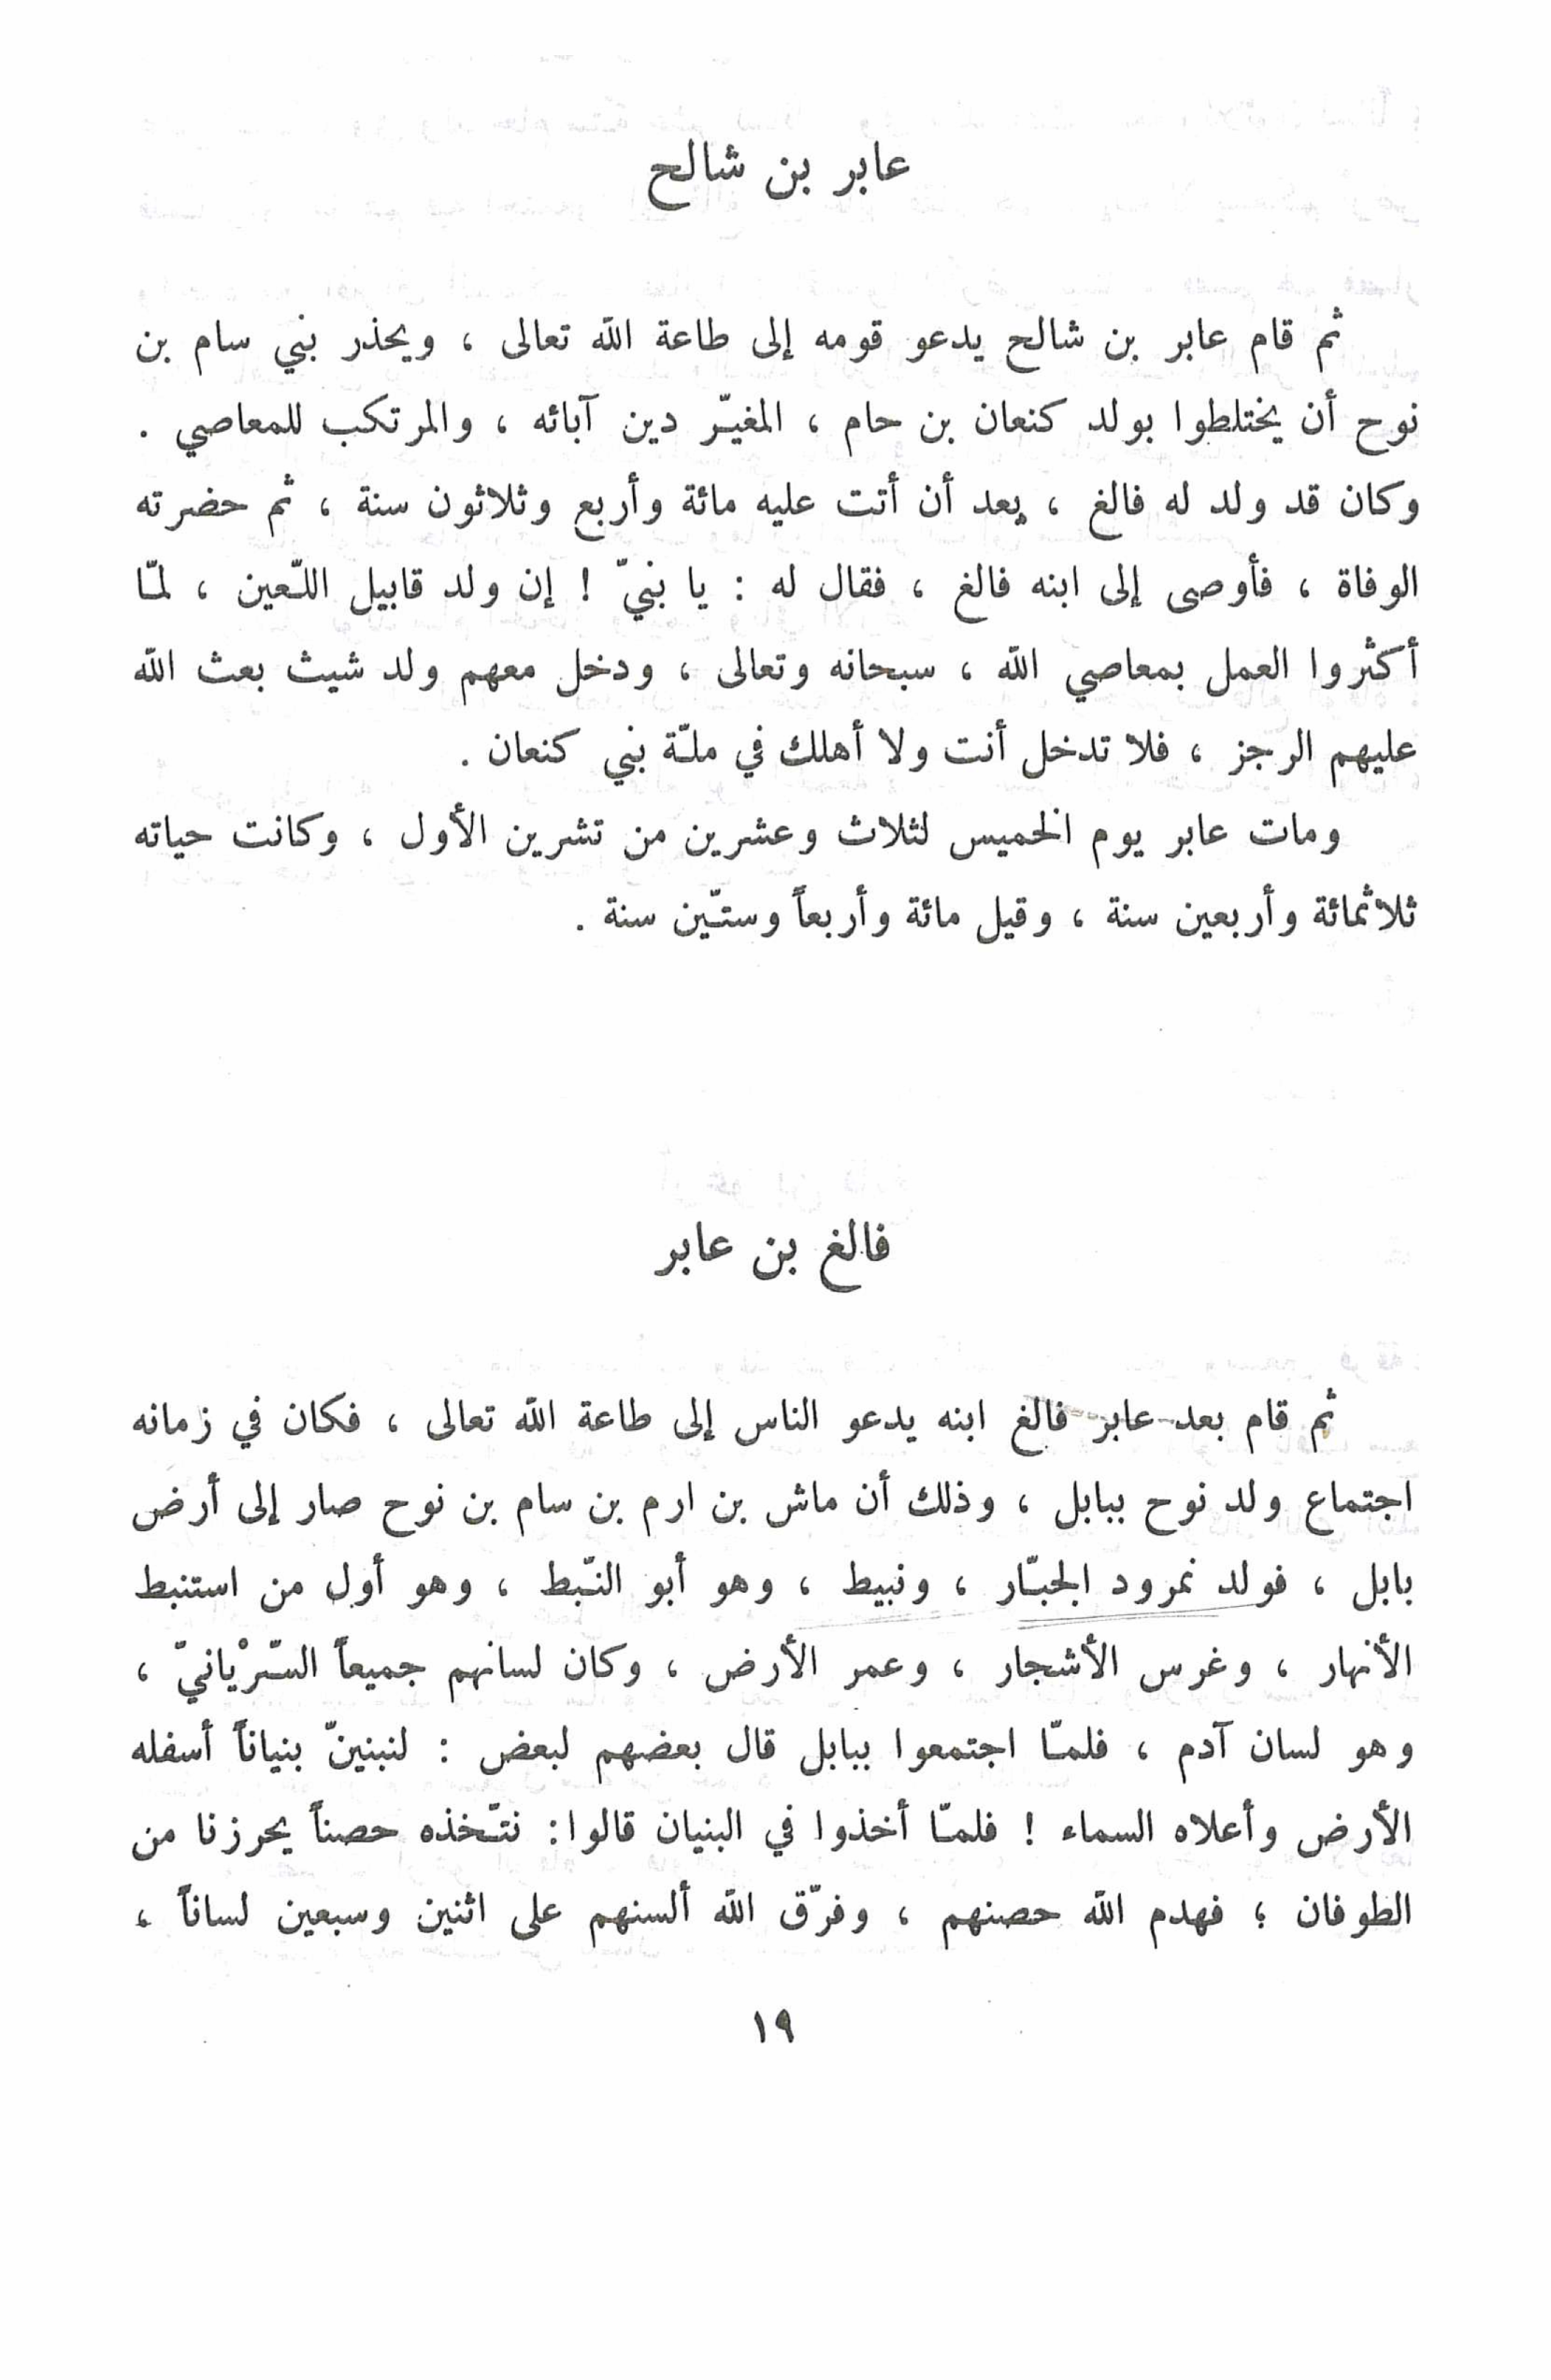 عابر بن شالح
ثم قام عابر بن شالح يدعو قومه إلى طاعة الله تعالى ، ويحذر بني سام بن
نوح أن يختلطوا بولد كنعان بن حام ، المغيّر دين آبائه ، والمرتكب للمعاصي .
وكان قد ولد له فالغ ، بعد أن أتت عليه مائة وأربع وثلاثون سنة ، ثم حضرته
الوفاة ، فأوصى إلى ابنه فالغ ، فقال له : يا بنيّ ! إن ولد قابيل اللّعين ، لمّا
أكثروا العمل بمعاصي الله ، سبحانه وتعالى ، ودخل معهم ولد شيث بعث الله
عليهم الرجز ، فلا تدخل أنت ولا أهلك في ملّة بني كنعان .
ومات عابر يوم الخميس لثلاث وعشرين من تشرين الأول ، وكانت حياته
ثلاثمائة وأربعين سنة ، وقيل مائة وأربعاً وستّين سنة .
فالغ بن عابر
ثم قام بعد عابر فالغ ابنه يدعو الناس إلى طاعة الله تعالى ، فكان في زمانه
اجتماع ولد نوح ببابل ، وذلك أن ماش بن ارم بن سام بن نوح صار إلى أرض
بابل ، فولد نمرود الجبّار ، ونبيط ، وهو أبو النّبط ، وهو أول من استنبط
الأنهار ، وغرس الأشجار ، وعمر الأرض ، وكان لسانهم جميعاً السّرْيانيّ ،
وهو لسان آدم ، فلمّا اجتمعوا ببابل قال بعضهم لبعض : لنبنينّ بنياناً أسفله
الأرض وأعلاه السماء ! فلمّا أخذوا في البنيان قالوا: نتّخذه حصناً يحرزنا من
الطوفان ؛ فهدم الله حصنهم ، وفرّق الله ألسنهم على اثنين وسبعين لساناً ،
١٩